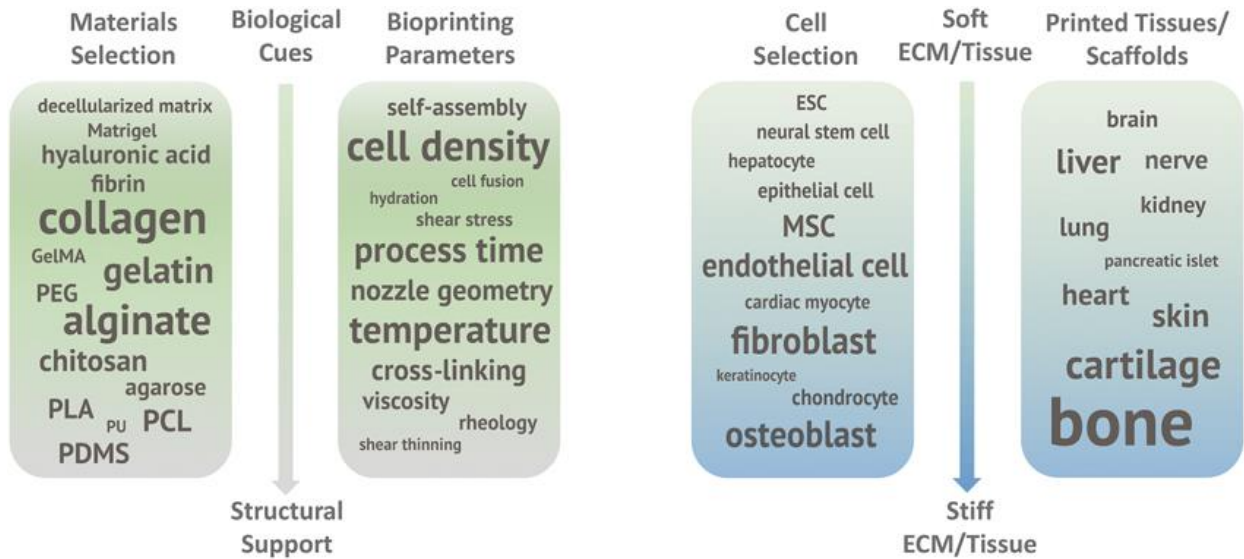 Materials
Selection
Biological
Cues
Bioprinting
Parameters
decellularized matrix
Matrigel
hyaluronic acid
fibrin
collagen
GelMA
gelatin
PEG
alginate
chitosan
agarose
PLA
PU
PCL
PDMS
self-assembly
cell density
cell fusion
hydration
shear stress
process time
nozzle geometry
temperature
cross-linking
viscosity
rheology
shear thinning
Structural
Support
Cell
Selection
Soft
ECM/Tissue
Printed Tissues/
Scaffolds
ESC
neural stem cell
hepatocyte
epithelial cell
MSC
endothelial cell
cardiac myocyte
fibroblast
keratinocyte
chondrocyte
osteoblast
brain
liver
nerve
kidney
lung
pancreatic islet
heart
skin
cartilage
bone
Stiff
ECM/Tissue